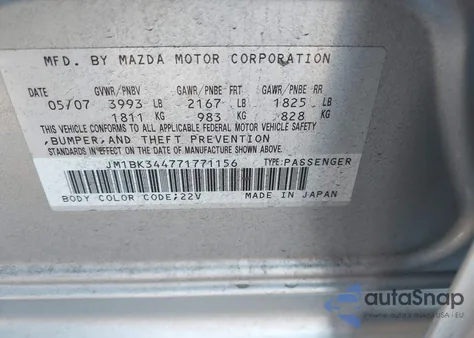 MFD. BY MAZDA MOTOR CORPORATION
DATE GVWR/PNBV GAWR/PNBE FRT GAWR/PNBE RR
05/07 3993 LB 2167 LB 1825 LB
1811 KG 983 KG 828 KG
THIS VEHICLE CONFORMS TO ALL APPLICABLE FEDERAL MOTOR VEHICLE SAFETY
,BUMPER,AND THEFT PREVENTION
STANDARDS IN EFFECT ON THE DATE OF MANUFACTURE SHOWN ABOVE.
JM1BK344771771156 TYPE:PASSENGER
BODY COLOR CODE;22V MADE IN JAPAN
autoSnap
USA i EU